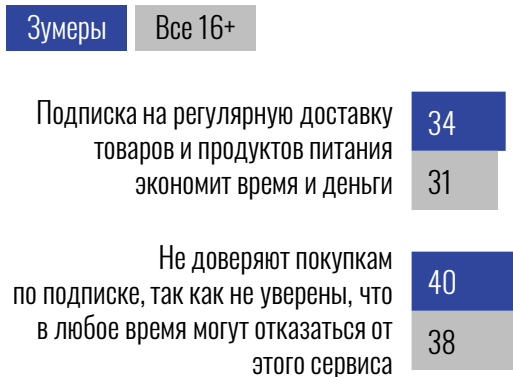 Зумеры
Все 16+
Подписка на регулярную доставку
товаров и продуктов питания
экономит время и деньги
34
31
Не доверяют покупкам
по подписке, так как не уверены, что
в любое время могут отказаться от
этого сервиса
40
38